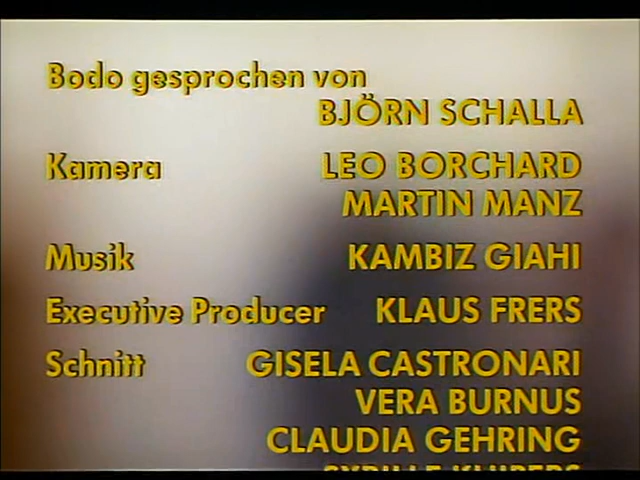 Bodo gesprochen von
BJÖRN SCHALLA
Kamera LEO BORCHARD
MARTIN MANZ
Musik KAMBIZ GIAHI
Executive Producer KLAUS FRERS
Schnitt GISELA CASTRONARI
VERA BURNUS
CLAUDIA GEHRING